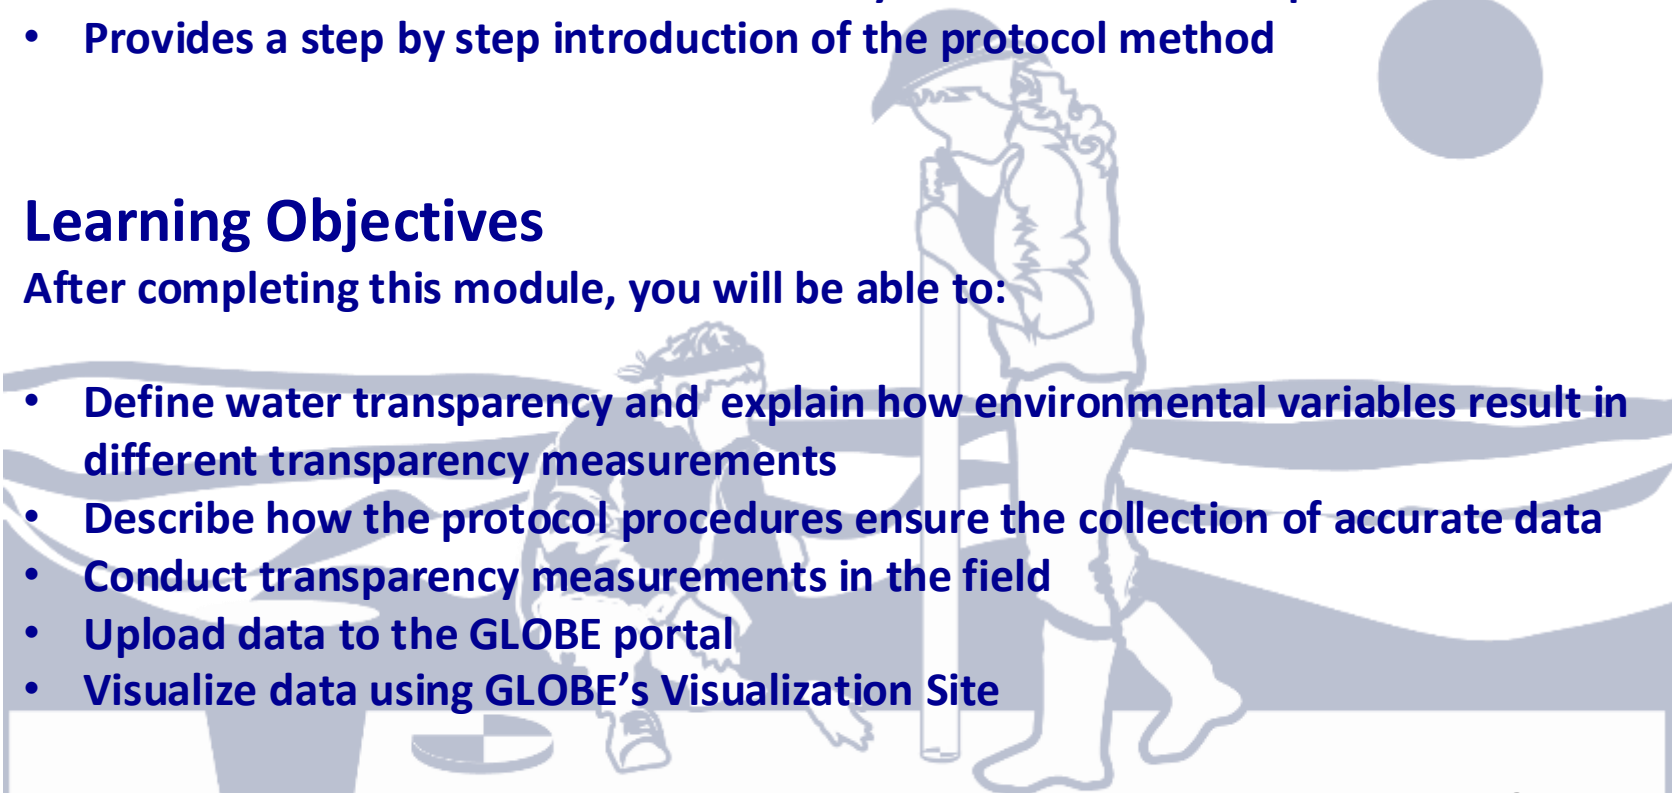 • Provides a step by step introduction of the protocol method
Learning Objectives
After completing this module, you will be able to:
• Define water transparency and  explain how environmental variables result in
different transparency measurements
• Describe how the protocol procedures ensure the collection of accurate data
• Conduct transparency measurements in the field
• Upload data to the GLOBE portal
• Visualize data using GLOBE’s Visualization Site